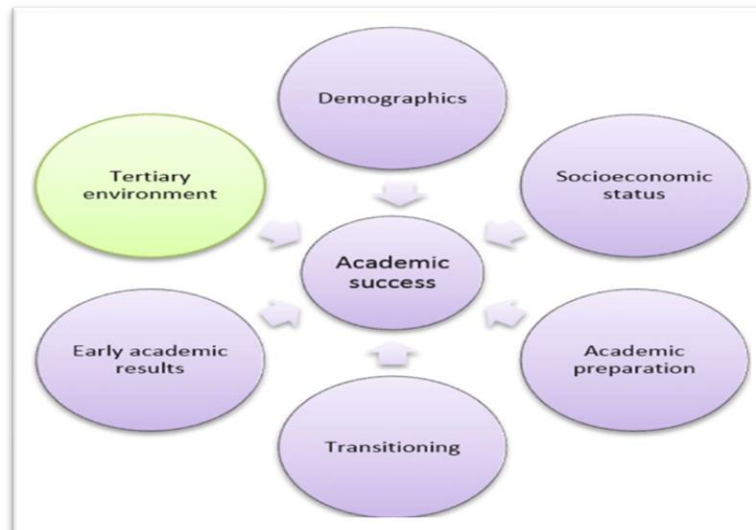 Demographics
Tertiary
environment
Socioeconomic
status
Academic
success
Early academic
results
Academic
preparation
Transitioning